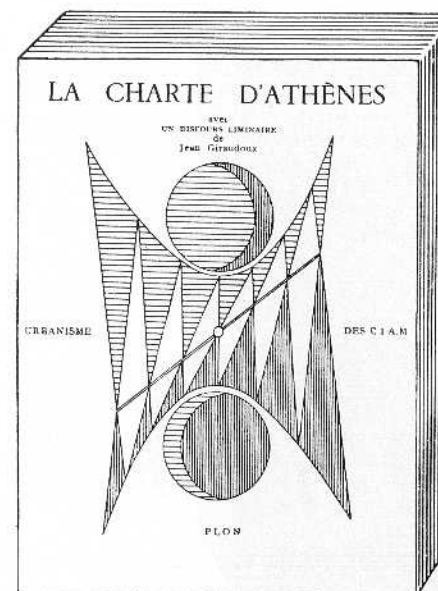 LA CHARTE D'ATHÈNES
avec
UN DISCOURS LIMINAIRE
de
Jean Giraudoux
URBANISME
DES C I A.M
PLON